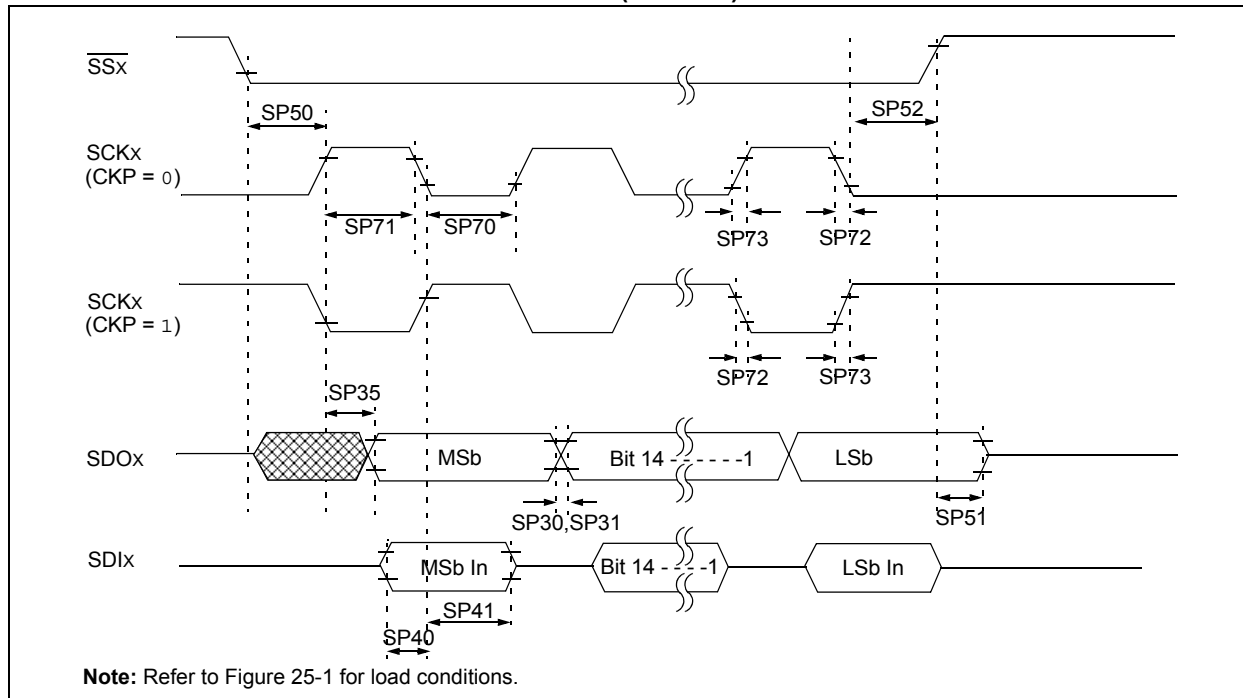 SSx
SP50
SP52
SCKx
(CKP = 0)
SP71
SP70
SP73
SP72
SCKx
(CKP = 1)
SP72
SP73
SP35
SDOx
MSb
Bit 14 - - - - - -1
LSb
SP30,SP31
SP51
SDIx
MSb In
Bit 14 - - - -1
LSb In
SP41
SP40
Note: Refer to Figure 25-1 for load conditions.